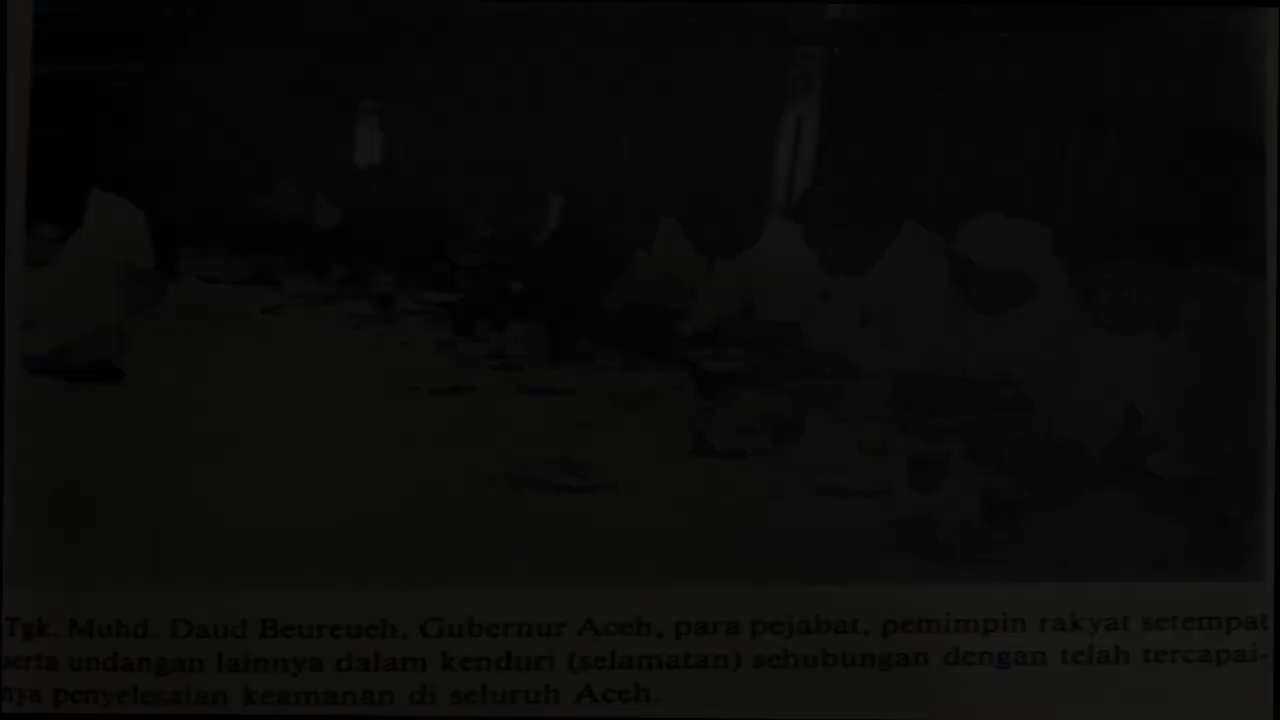 Tgk. Muhd. Daud Beureueh, Gubernur Aceh, para pejabat, pemimpin rakyat setempat
serta undangan lainnya dalam kenduri (selamatan) sehubungan dengan telah tercapai-
nya penyelesaian keamanan di seluruh Aceh.